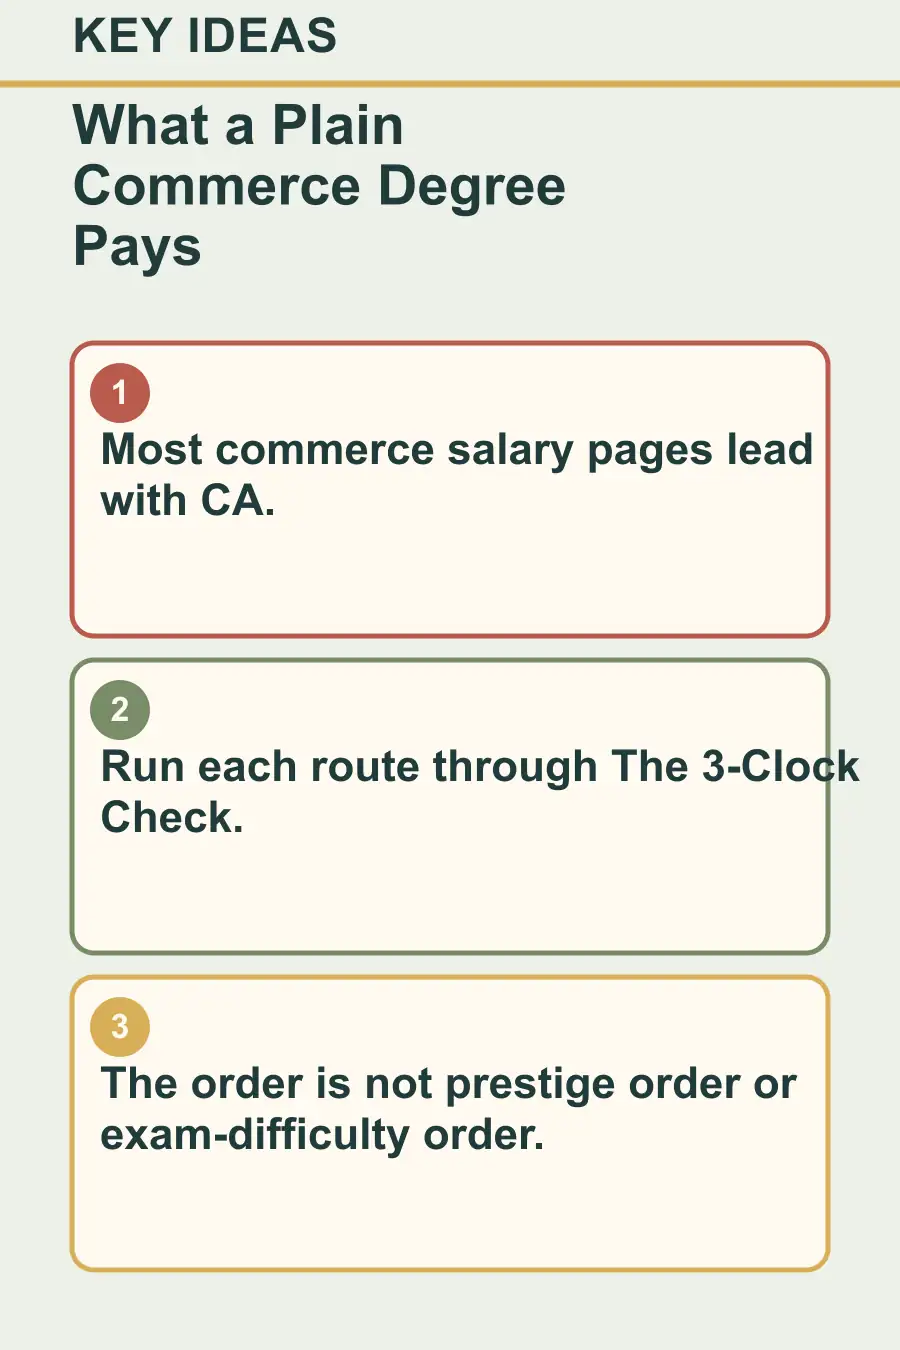 KEY IDEAS
What a Plain
Commerce Degree
Pays
1
Most commerce salary pages lead
with CA.
2
Run each route through The 3-Clock
Check.
3
The order is not prestige order or
exam-difficulty order.